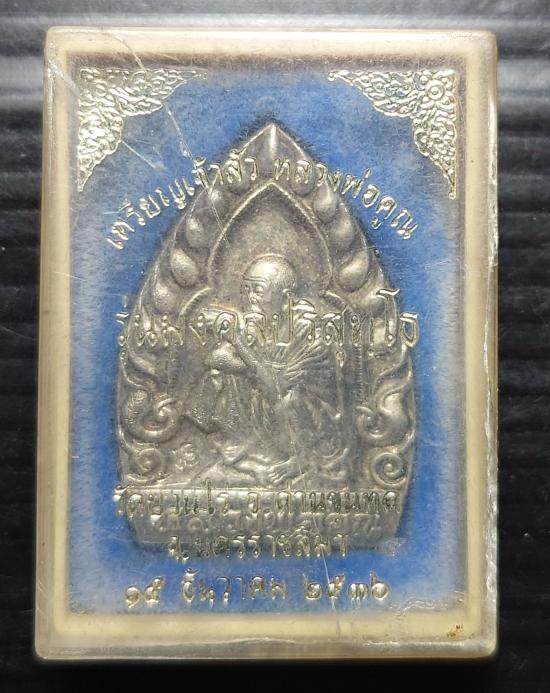 เหรียญเจ้าสัว หลวงพ่อคูณ
รุ่นมงคลปริสุทฺโธ
วัดบ้านไร่ อ.ด่านขุนทด
จ.นครราชสีมา
๑๕ ธันวาคม ๒๕๓๖